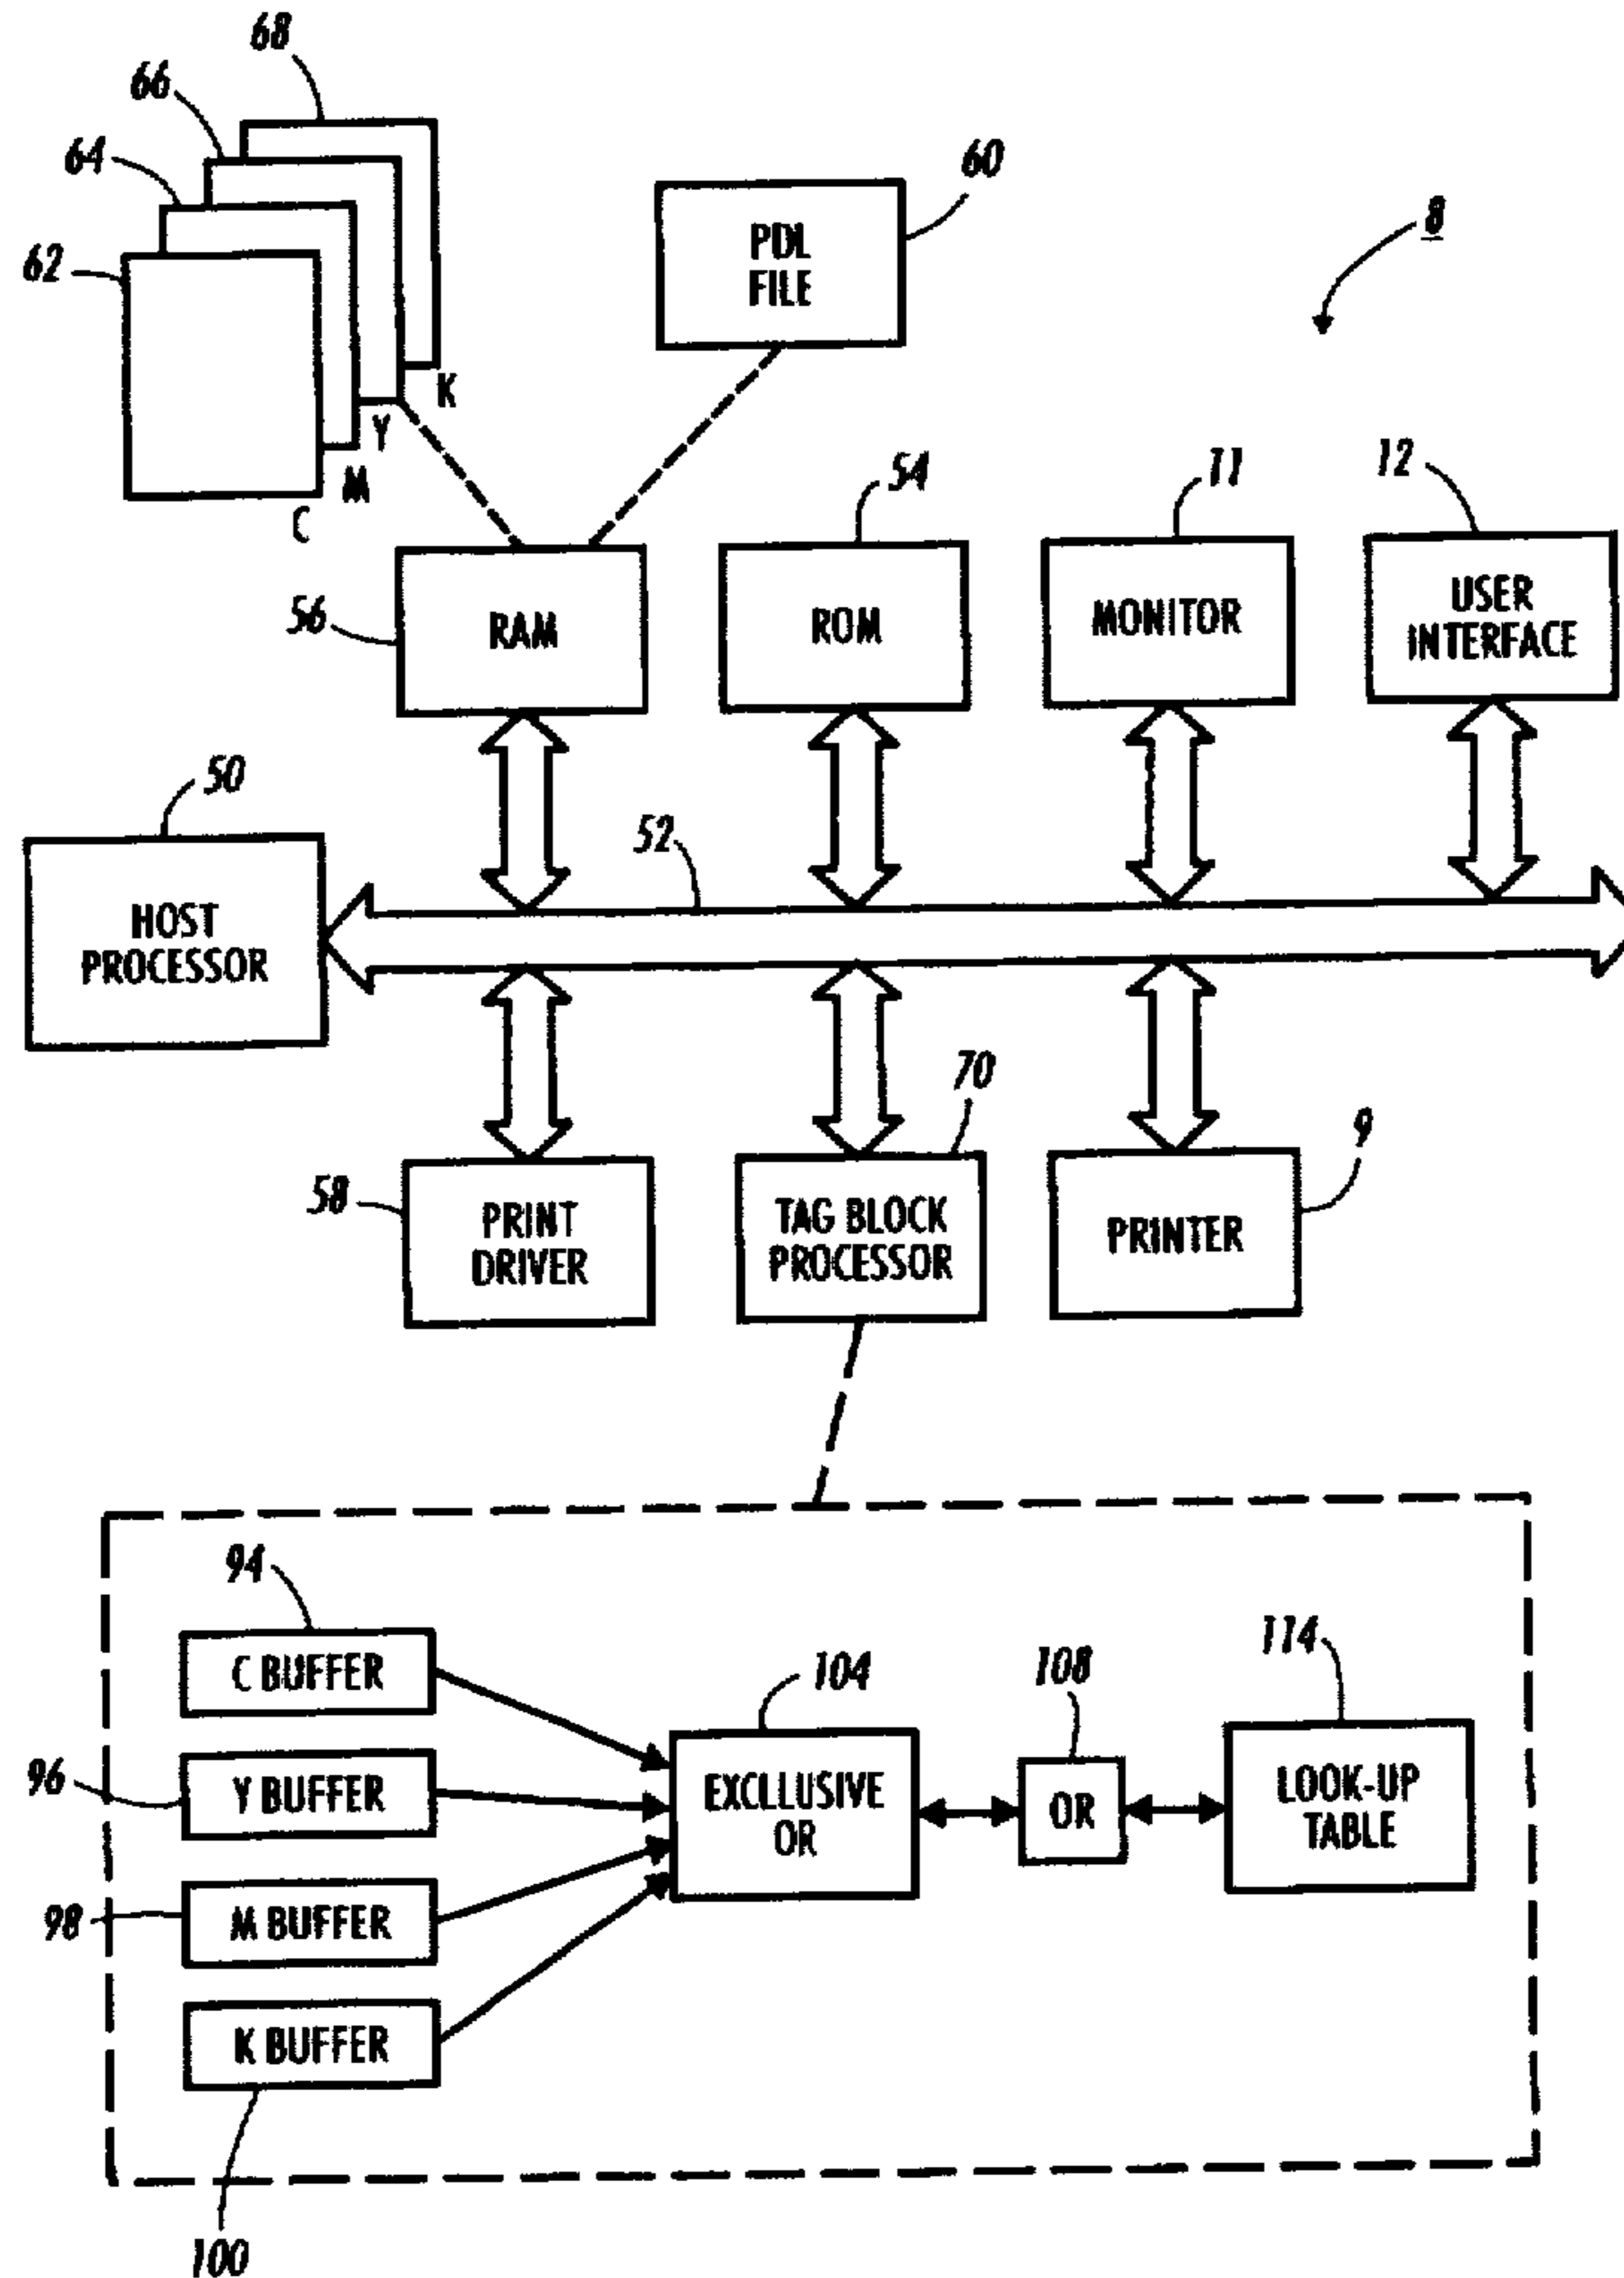 68
66
64
60
62
PDL
FILE
8
K
Y
M
C
54
11
12
56
RAM
ROM
MONITOR
USER
INTERFACE
50
52
HOST
PROCESSOR
70
9
58
PRINT
DRIVER
TAG BLOCK
PROCESSOR
PRINTER
94
C BUFFER
104
108
114
96
Y BUFFER
EXCLLUSIVE
OR
OR
LOOK-UP
TABLE
98
M BUFFER
K BUFFER
100